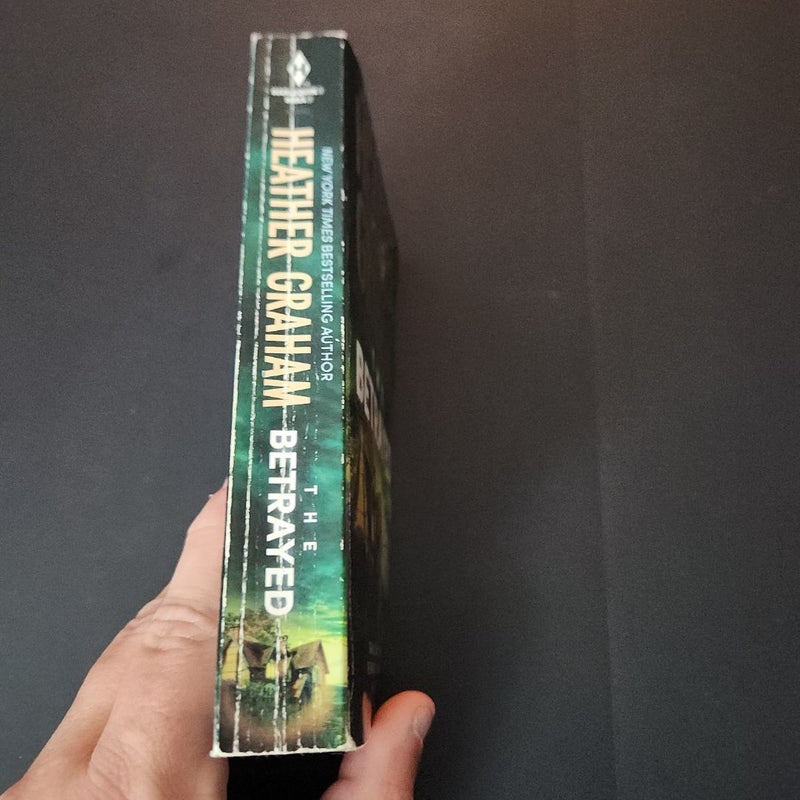 NEW YORK TIMES BESTSELLING AUTHOR
HEATHER GRAHAM
THE
BETRAYED